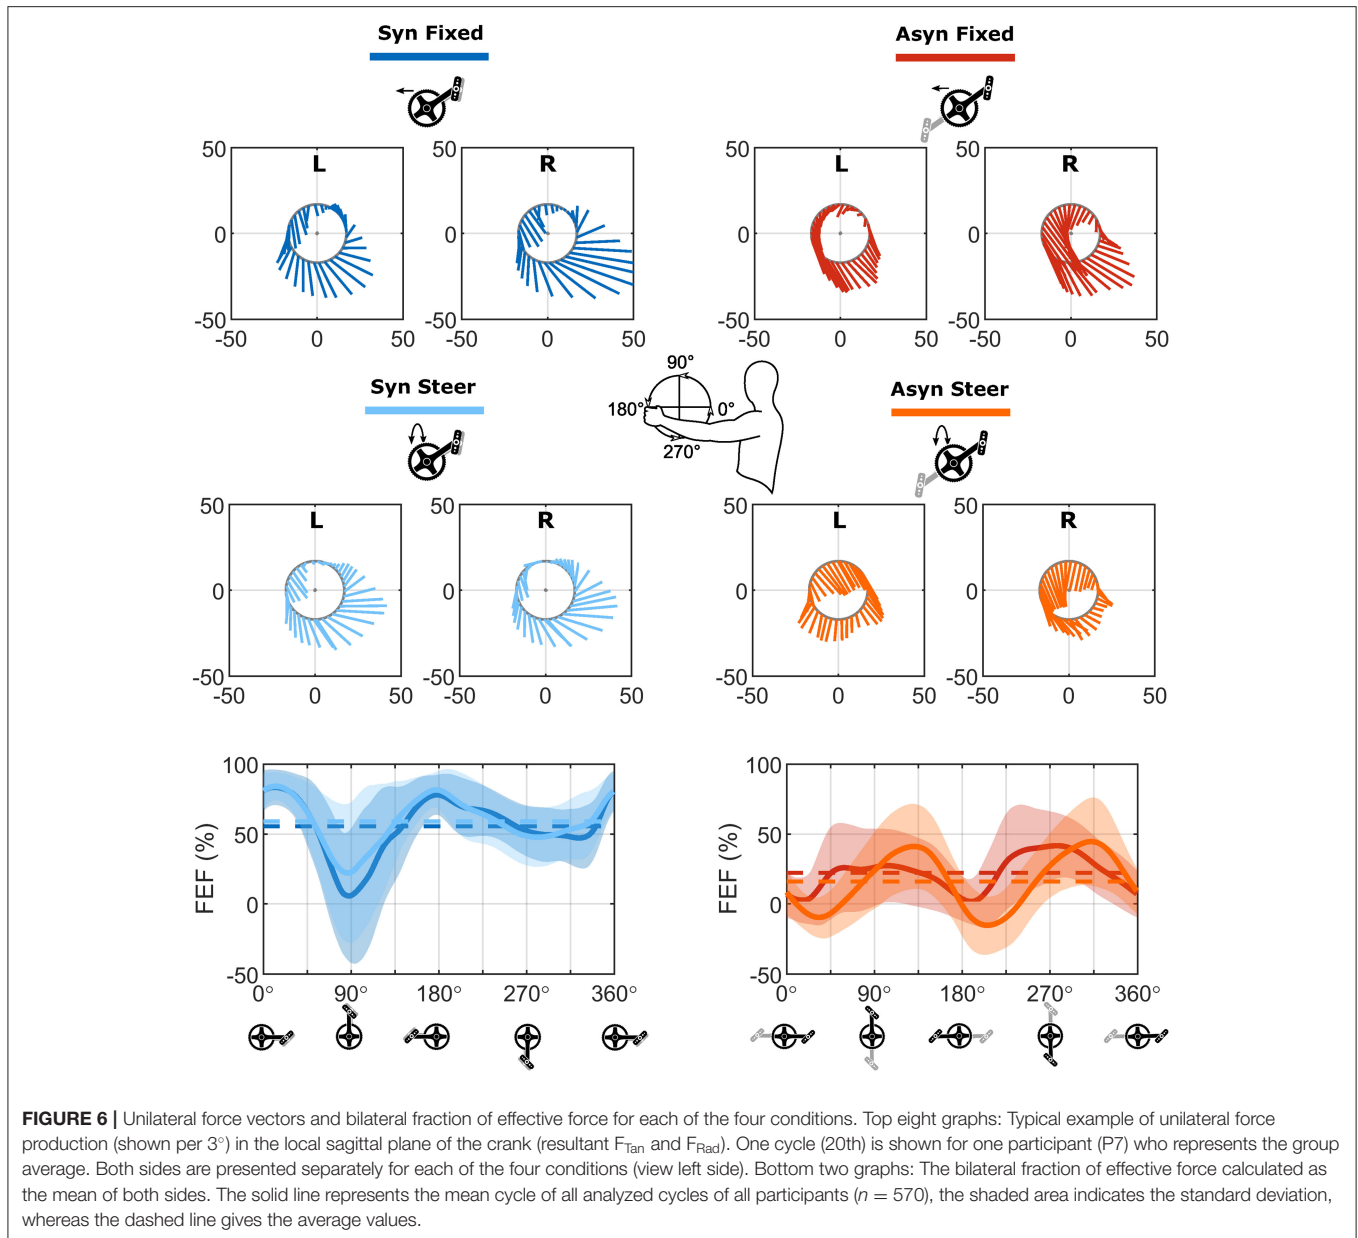 Syn Fixed
Asyn Fixed
50 L 50 R 50 L 50 R
0 0 0 0
-50 -50 -50 -50
-50 0 50 -50 0 50 -50 0 50 -50 0 50
90°
180° 0°
270°
Syn Steer
Asyn Steer
50 L 50 R 50 L 50 R
0 0 0 0
-50 -50 -50 -50
-50 0 50 -50 0 50 -50 0 50 -50 0 50
100 100
FEF (%) 50 FEF (%) 50
0 0
-50 -50
0° 90° 180° 270° 360° 0° 90° 180° 270° 360°
FIGURE 6 | Unilateral force vectors and bilateral fraction of effective force for each of the four conditions. Top eight graphs: Typical example of unilateral force
production (shown per 3°) in the local sagittal plane of the crank (resultant FTan and FRad). One cycle (20th) is shown for one participant (P7) who represents the group
average. Both sides are presented separately for each of the four conditions (view left side). Bottom two graphs: The bilateral fraction of effective force calculated as
the mean of both sides. The solid line represents the mean cycle of all analyzed cycles of all participants (n = 570), the shaded area indicates the standard deviation,
whereas the dashed line gives the average values.